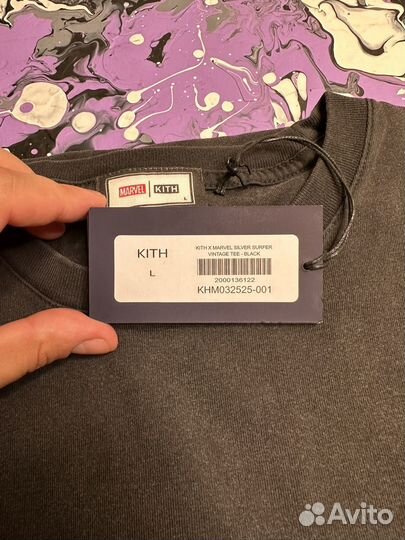 MARVEL KITH
L
KITH
L
KITH X MARVEL SILVER SURFER
VINTAGE TEE - BLACK
2000136122
KHM032525-001
Avito